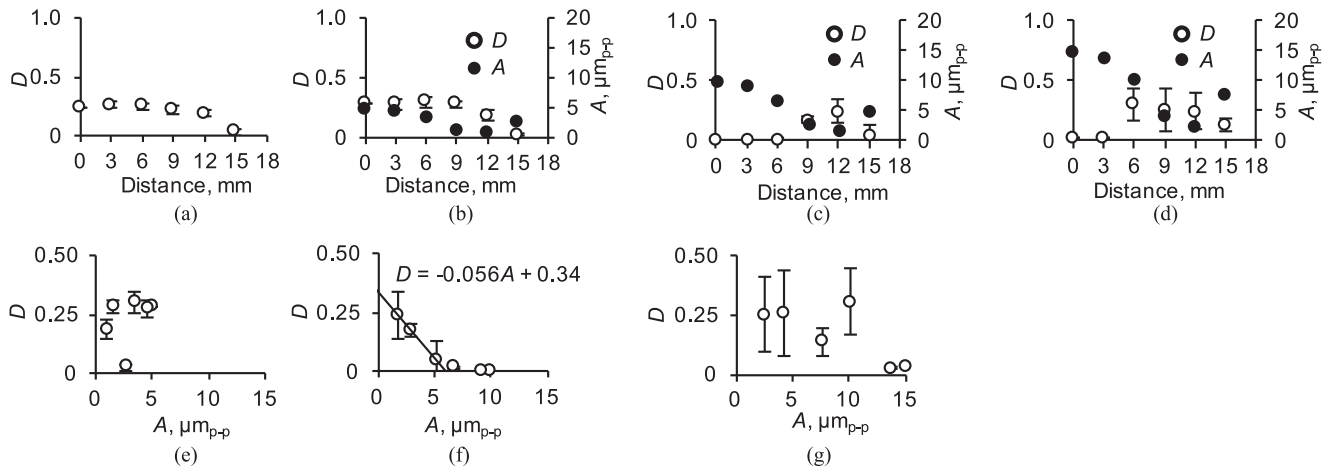 1.0
0.5
0
D
0 3 6 9 12 15 18
Distance, mm
(a)
1.0
0.5
0
D
20
15
10
5
0
A, μmp-p
D
A
0 3 6 9 12 15 18
Distance, mm
(b)
1.0
0.5
0
D
20
15
10
5
0
A, μmp-p
D
A
0 3 6 9 12 15 18
Distance, mm
(c)
1.0
0.5
0
D
20
15
10
5
0
A, μmp-p
D
A
0 3 6 9 12 15 18
Distance, mm
(d)
0.50
0.25
0
D
0 5 10 15
A, μmp-p
(e)
0.50
0.25
0
D
D = -0.056A + 0.34
0 5 10 15
A, μmp-p
(f)
0.50
0.25
0
D
0 5 10 15
A, μmp-p
(g)